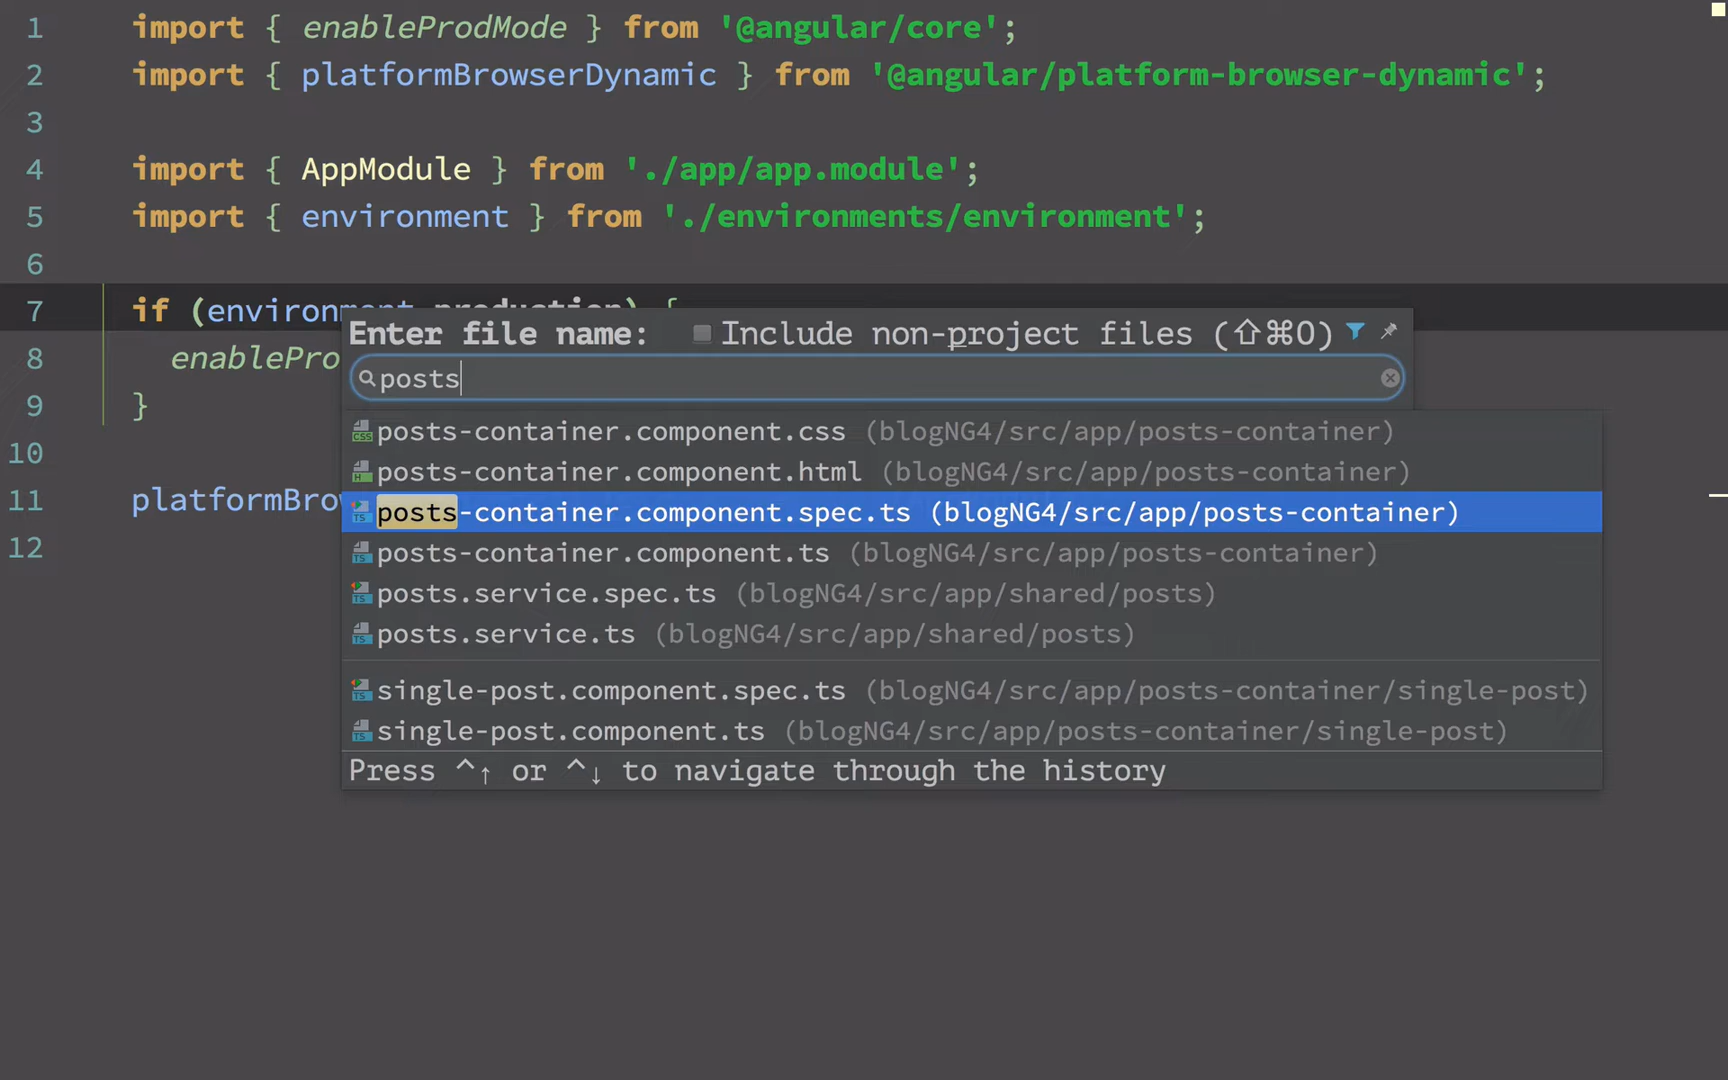 1 import { enableProdMode } from '@angular/core';
2 import { platformBrowserDynamic } from '@angular/platform-browser-dynamic';
3
4 import { AppModule } from './app/app.module';
5 import { environment } from './environments/environment';
6
7 if (environment.production) {
Enter file name: Include non-project files (⇧⌘O)
8 enablePro
posts
9 }
posts-container.component.css (blogNG4/src/app/posts-container)
10
posts-container.component.html (blogNG4/src/app/posts-container)
11 platformBrow
posts-container.component.spec.ts (blogNG4/src/app/posts-container)
12
posts-container.component.ts (blogNG4/src/app/posts-container)
posts.service.spec.ts (blogNG4/src/app/shared/posts)
posts.service.ts (blogNG4/src/app/shared/posts)
single-post.component.spec.ts (blogNG4/src/app/posts-container/single-post)
single-post.component.ts (blogNG4/src/app/posts-container/single-post)
Press ^↑ or ^↓ to navigate through the history